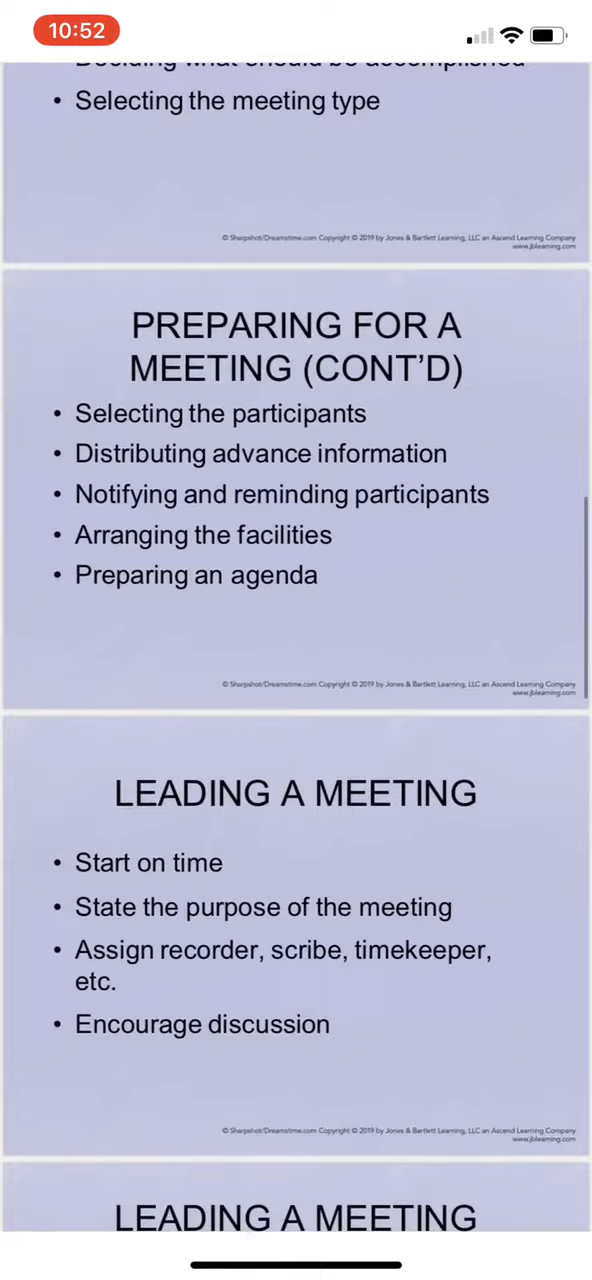 10:52
Deciding what should be accomplished
• Selecting the meeting type
© Sharpshot/Dreamstime.com Copyright © 2019 by Jones & Bartlett Learning, LLC an Ascend Learning Company
www.jblearning.com
PREPARING FOR A
MEETING (CONT’D)
• Selecting the participants
• Distributing advance information
• Notifying and reminding participants
• Arranging the facilities
• Preparing an agenda
© Sharpshot/Dreamstime.com Copyright © 2019 by Jones & Bartlett Learning, LLC an Ascend Learning Company
www.jblearning.com
LEADING A MEETING
• Start on time
• State the purpose of the meeting
• Assign recorder, scribe, timekeeper,
etc.
• Encourage discussion
© Sharpshot/Dreamstime.com Copyright © 2019 by Jones & Bartlett Learning, LLC an Ascend Learning Company
www.jblearning.com
LEADING A MEETING